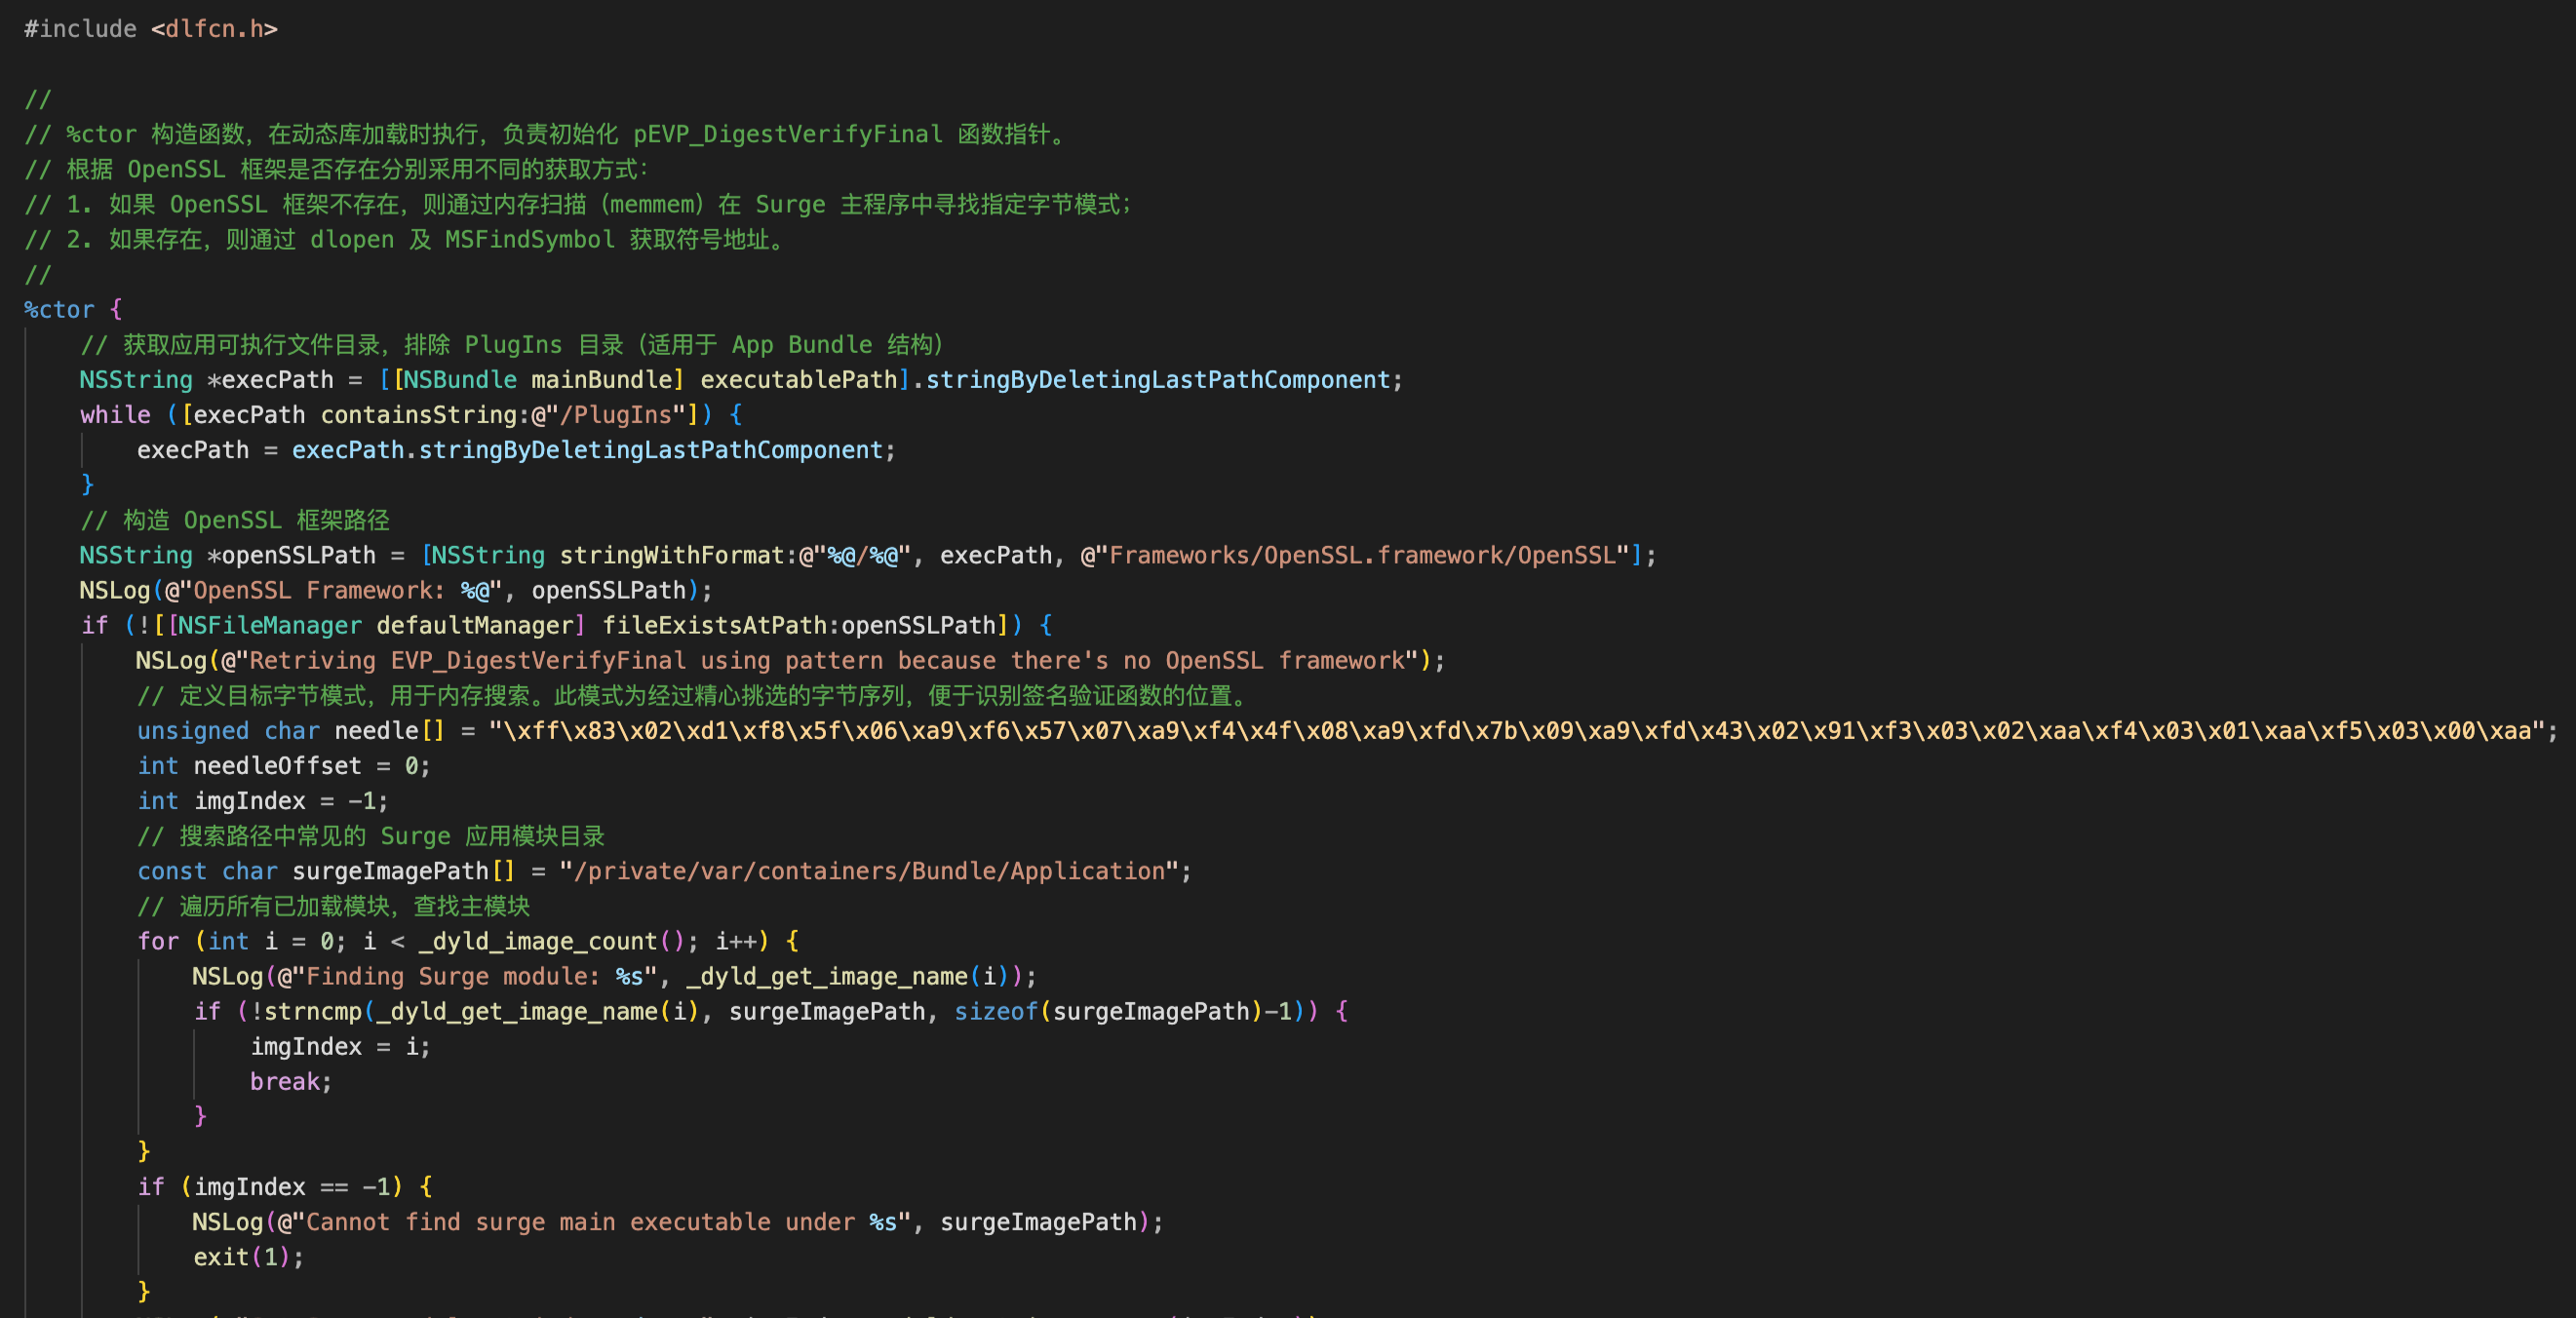 #include <dlfcn.h>
//
// %ctor 构造函数，在动态库加载时执行，负责初始化 pEVP_DigestVerifyFinal 函数指针。
// 根据 OpenSSL 框架是否存在分别采用不同的获取方式：
// 1. 如果 OpenSSL 框架不存在，则通过内存扫描（memmem）在 Surge 主程序中寻找指定字节模式；
// 2. 如果存在，则通过 dlopen 及 MSFindSymbol 获取符号地址。
//
%ctor {
    // 获取应用可执行文件目录，排除 PlugIns 目录（适用于 App Bundle 结构）
    NSString *execPath = [[NSBundle mainBundle] executablePath].stringByDeletingLastPathComponent;
    while ([execPath containsString:@"/PlugIns"]) {
        execPath = execPath.stringByDeletingLastPathComponent;
    }
    // 构造 OpenSSL 框架路径
    NSString *openSSLPath = [NSString stringWithFormat:@"%@/%@", execPath, @"Frameworks/OpenSSL.framework/OpenSSL"];
    NSLog(@"OpenSSL Framework: %@", openSSLPath);
    if (![[NSFileManager defaultManager] fileExistsAtPath:openSSLPath]) {
        NSLog(@"Retriving EVP_DigestVerifyFinal using pattern because there's no OpenSSL framework");
        // 定义目标字节模式，用于内存搜索。此模式为经过精心挑选的字节序列，便于识别签名验证函数的位置。
        unsigned char needle[] = "\xff\x83\x02\xd1\xf8\x5f\x06\xa9\xf6\x57\x07\xa9\xf4\x4f\x08\xa9\xfd\x7b\x09\xa9\xfd\x43\x02\x91\xf3\x03\x02\xaa\xf4\x03\x01\xaa\xf5\x03\x00\xaa";
        int needleOffset = 0;
        int imgIndex = -1;
        // 搜索路径中常见的 Surge 应用模块目录
        const char surgeImagePath[] = "/private/var/containers/Bundle/Application";
        // 遍历所有已加载模块，查找主模块
        for (int i = 0; i < _dyld_image_count(); i++) {
            NSLog(@"Finding Surge module: %s", _dyld_get_image_name(i));
            if (!strncmp(_dyld_get_image_name(i), surgeImagePath, sizeof(surgeImagePath)-1)) {
                imgIndex = i;
                break;
            }
        }
        if (imgIndex == -1) {
            NSLog(@"Cannot find surge main executable under %s", surgeImagePath);
            exit(1);
        }